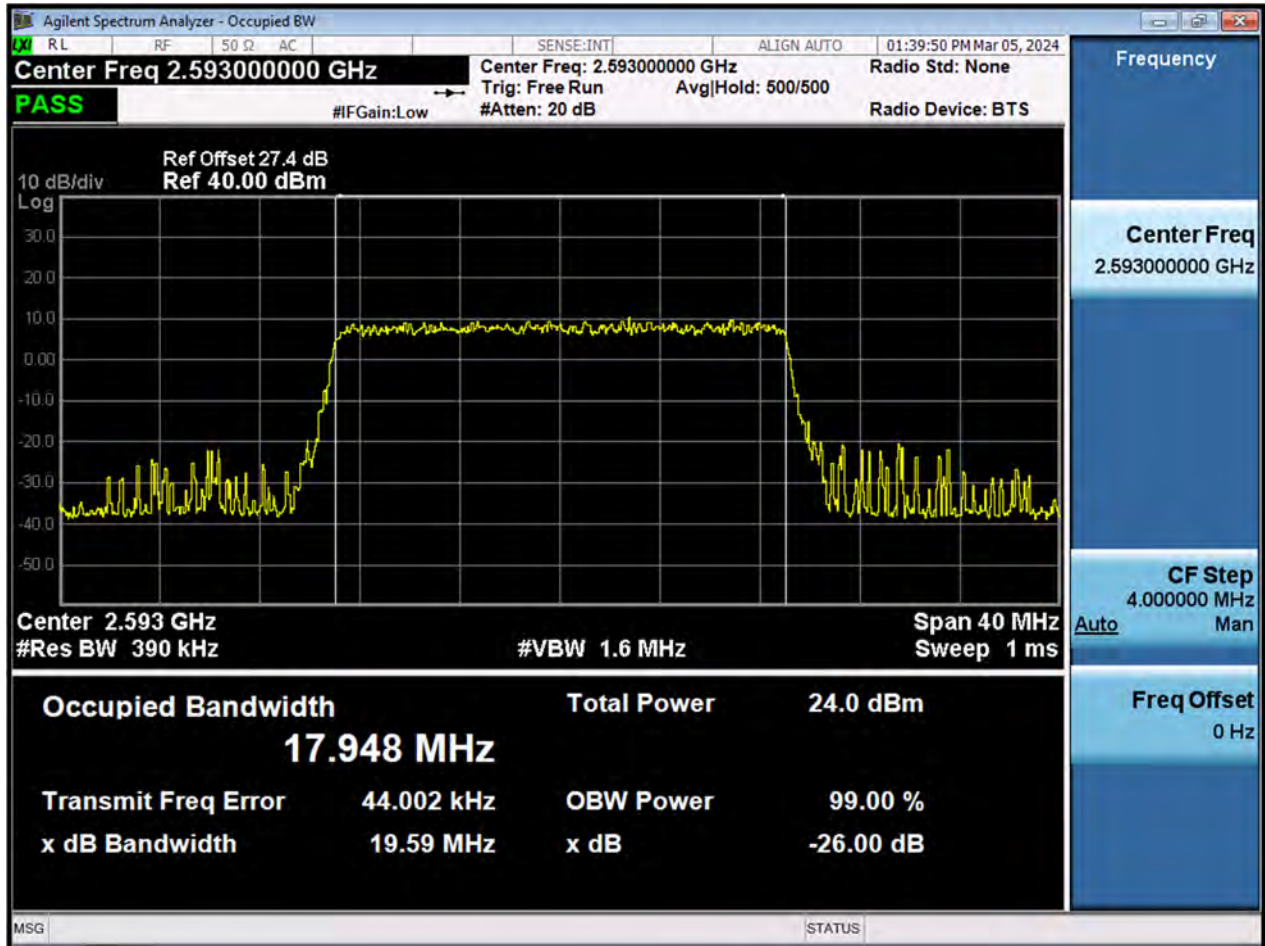 Agilent Spectrum Analyzer - Occupied BW
LXI RL RF 50 Ω AC SENSE:INT ALIGN AUTO 01:39:50 PM Mar 05, 2024
Center Freq 2.593000000 GHz
Center Freq: 2.593000000 GHz Radio Std: None
Trig: Free Run Avg|Hold: 500/500
PASS #IFGain:Low #Atten: 20 dB Radio Device: BTS
Ref Offset 27.4 dB
10 dB/div Ref 40.00 dBm
Log
30.0
20.0
10.0
0.00
-10.0
-20.0
-30.0
-40.0
-50.0
Center 2.593 GHz Span 40 MHz
#Res BW 390 kHz #VBW 1.6 MHz Sweep 1 ms
Occupied Bandwidth Total Power 24.0 dBm
17.948 MHz
Transmit Freq Error 44.002 kHz OBW Power 99.00 %
x dB Bandwidth 19.59 MHz x dB -26.00 dB
MSG STATUS
Frequency
Center Freq
2.593000000 GHz
CF Step
4.000000 MHz
Auto Man
Freq Offset
0 Hz